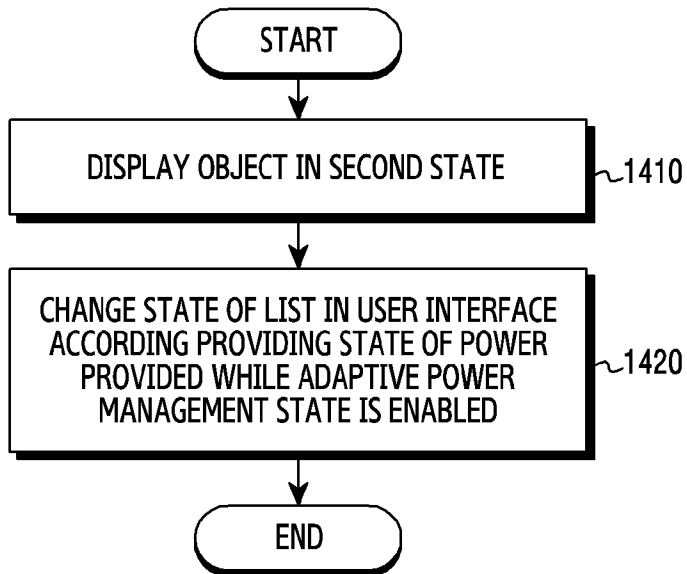 START
DISPLAY OBJECT IN SECOND STATE
1410
CHANGE STATE OF LIST IN USER INTERFACE
ACCORDING PROVIDING STATE OF POWER
PROVIDED WHILE ADAPTIVE POWER
MANAGEMENT STATE IS ENABLED
1420
END